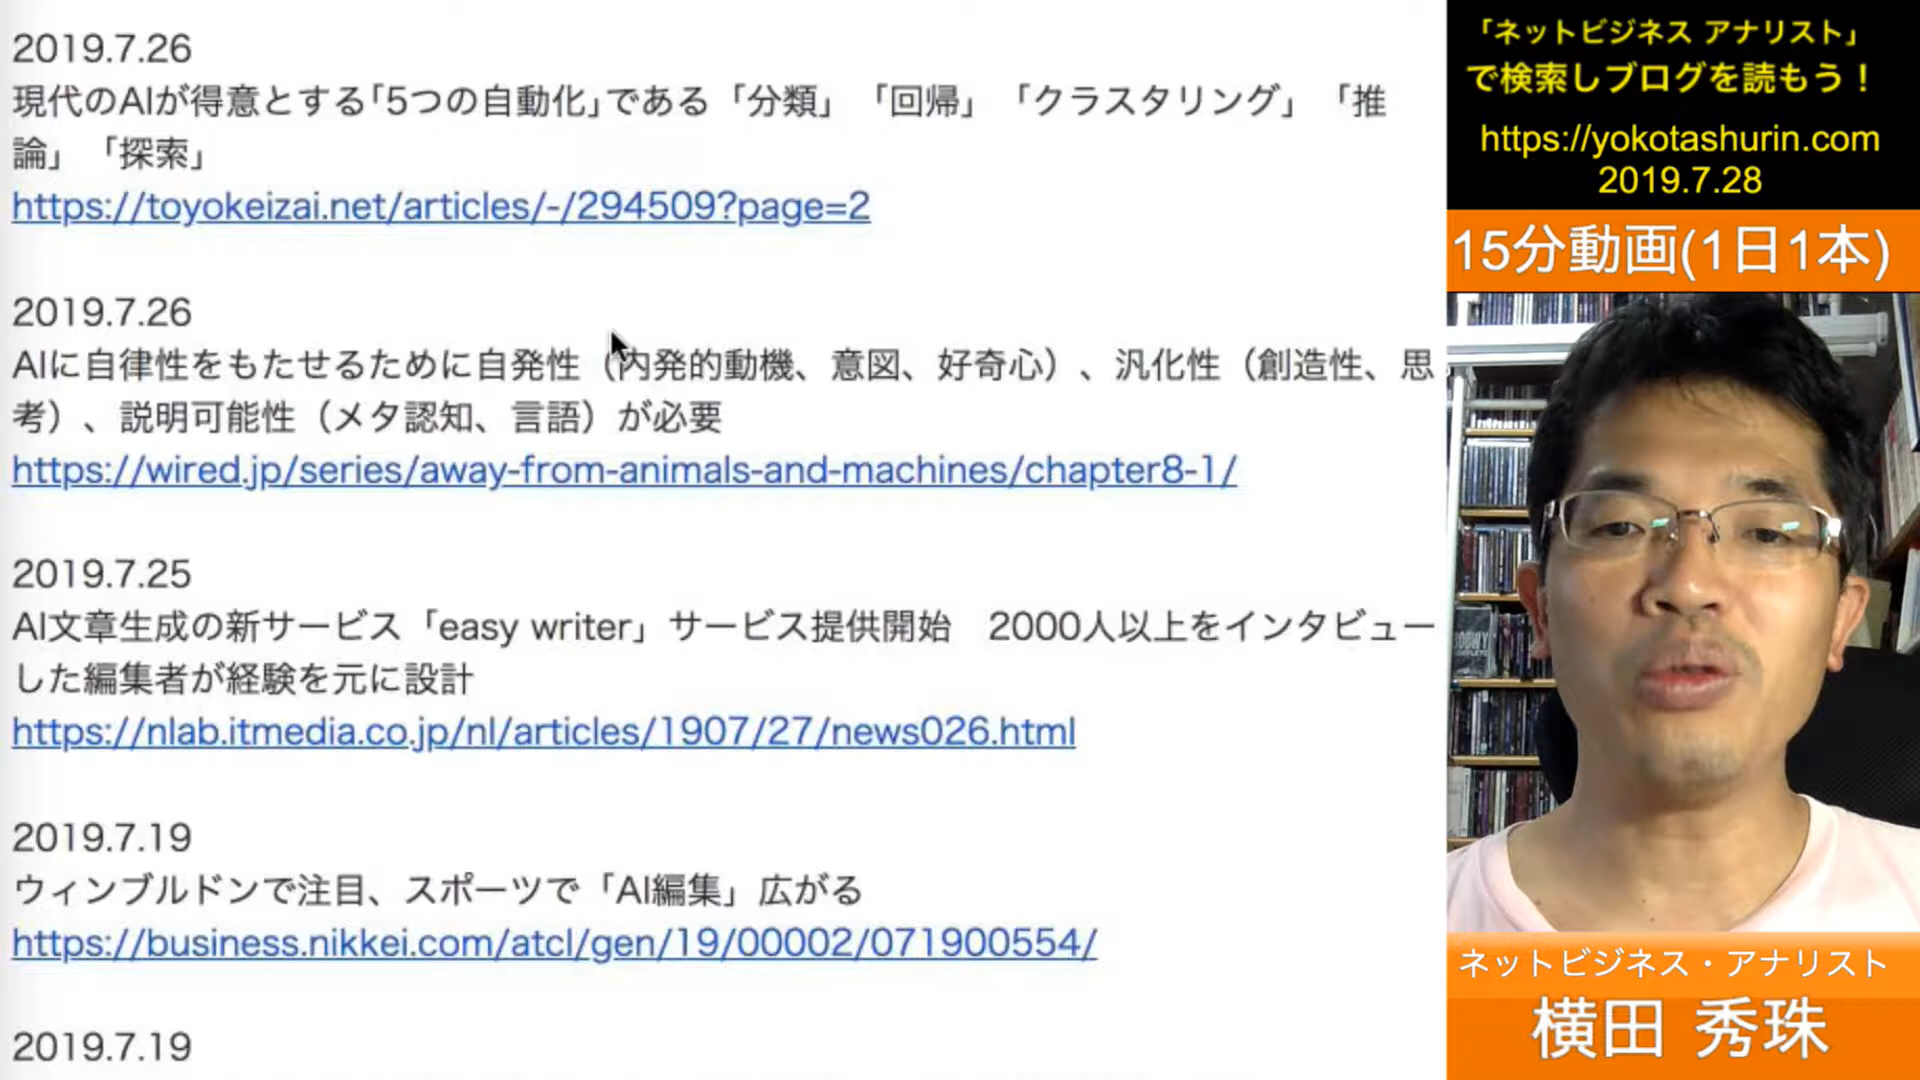 2019.7.26
現代のAIが得意とする「5つの自動化」である「分類」「回帰」「クラスタリング」「推
論」「探索」
https://toyokeizai.net/articles/-/294509?page=2
2019.7.26
AIに自律性をもたせるために自発性（内発的動機、意図、好奇心）、汎化性（創造性、思
考）、説明可能性（メタ認知、言語）が必要
https://wired.jp/series/away-from-animals-and-machines/chapter8-1/
2019.7.25
AI文章生成の新サービス「easy writer」サービス提供開始　2000人以上をインタビュー
した編集者が経験を元に設計
https://nlab.itmedia.co.jp/nl/articles/1907/27/news026.html
2019.7.19
ウィンブルドンで注目、スポーツで「AI編集」広がる
https://business.nikkei.com/atcl/gen/19/00002/071900554/
2019.7.19
「ネットビジネス アナリスト」
で検索しブログを読もう！
https://yokotashurin.com
2019.7.28
15分動画(1日1本)
ネットビジネス・アナリスト
横田 秀珠